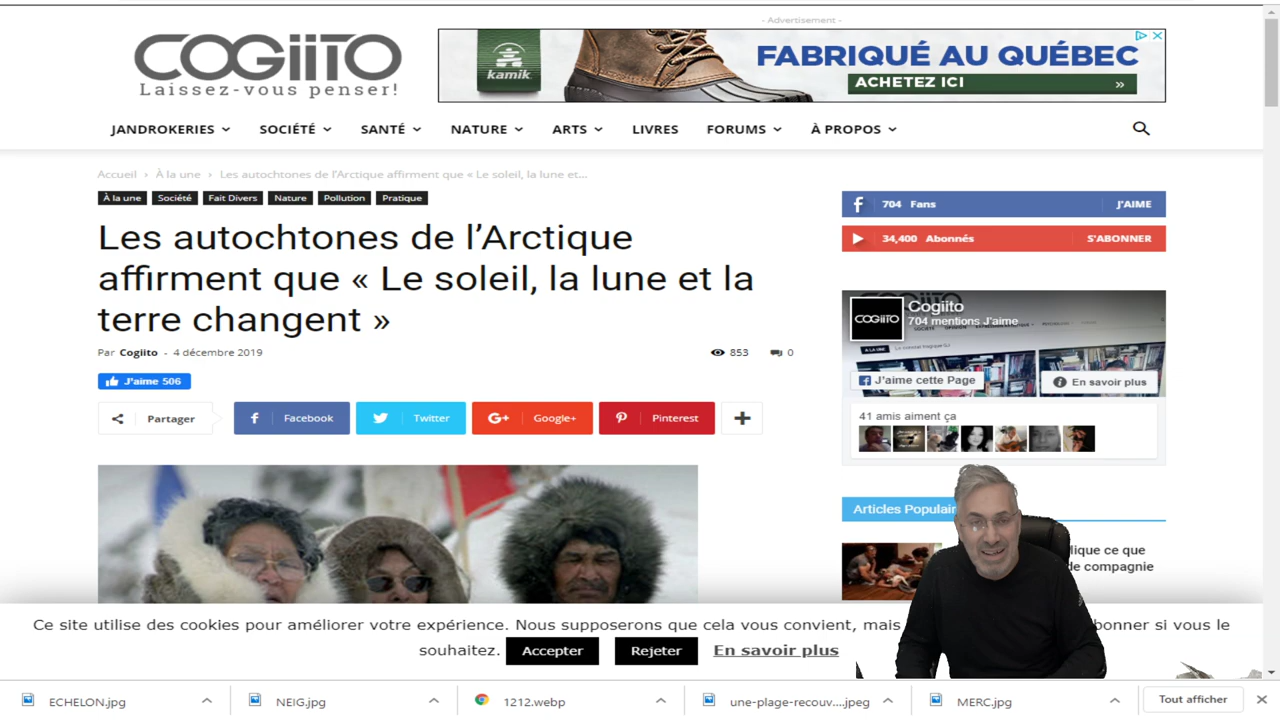 - Advertisement -
COGiiTO
Laissez-vous penser!
kamik
FABRIQUÉ AU QUÉBEC
ACHETEZ ICI »
JANDROKERIES SOCIÉTÉ SANTÉ NATURE ARTS LIVRES FORUMS À PROPOS
Accueil › À la une › Les autochtones de l'Arctique affirment que « Le soleil, la lune et...
À la une Société Fait Divers Nature Pollution Pratique
Les autochtones de l'Arctique
affirment que « Le soleil, la lune et la
terre changent »
Par Cogiito - 4 décembre 2019 853 0
J'aime 506
Partager Facebook Twitter Google+ Pinterest
704 Fans J'AIME
34,400 Abonnés S'ABONNER
COGiiTO
Cogiito
704 mentions J'aime
J'aime cette Page En savoir plus
41 amis aiment ça
Articles Populai
lique ce que
de compagnie
Ce site utilise des cookies pour améliorer votre expérience. Nous supposerons que cela vous convient, mais bonner si vous le
souhaitez. Accepter Rejeter En savoir plus
ECHELON.jpg NEIG.jpg 1212.webp une-plage-recouv....jpeg MERC.jpg Tout afficher